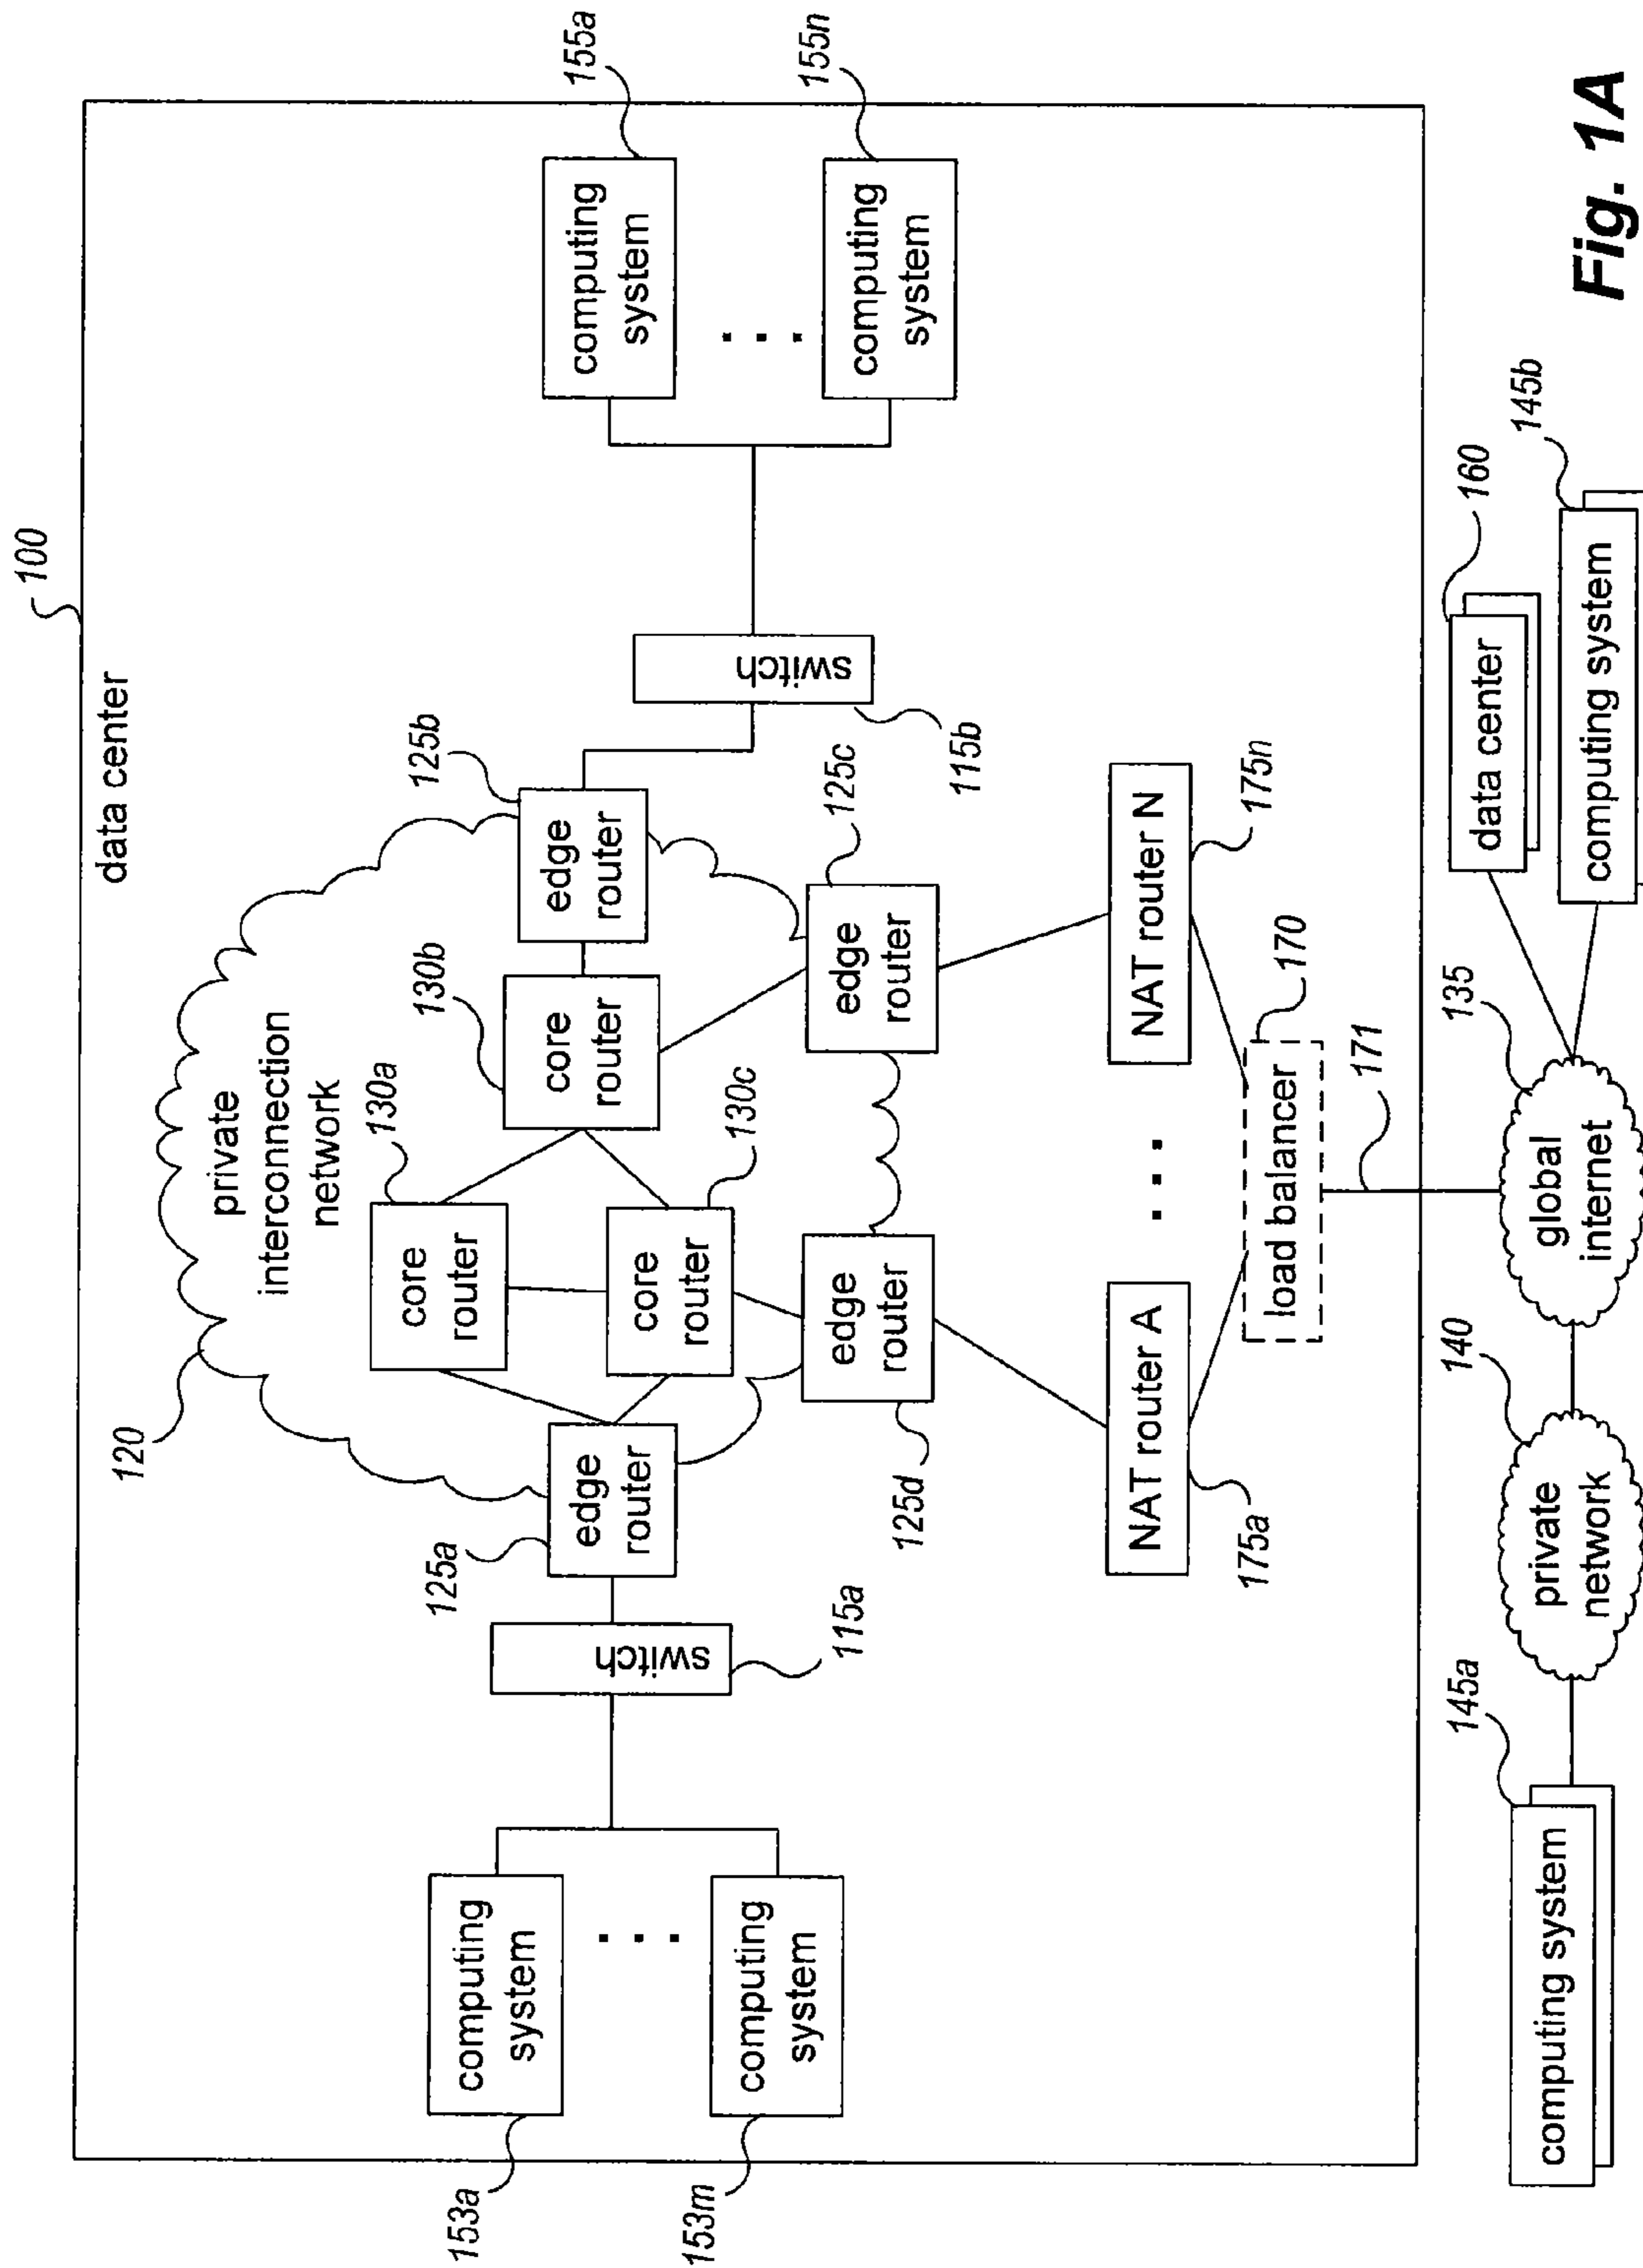 100
data center
120
private
interconnection
network
130a
core
router
130b
core
router
130c
core
router
125a
edge
router
125b
edge
router
125c
edge
router
125d
edge
router
switch
115a
switch
115b
153a
computing
system
. . .
153m
computing
system
155a
computing
system
. . .
155n
computing
system
NAT router A
175a
. . .
NAT router N
175n
load balancer
170
171
145a
computing system
140
private
network
135
global
internet
160
data center
145b
computing system
Fig. 1A